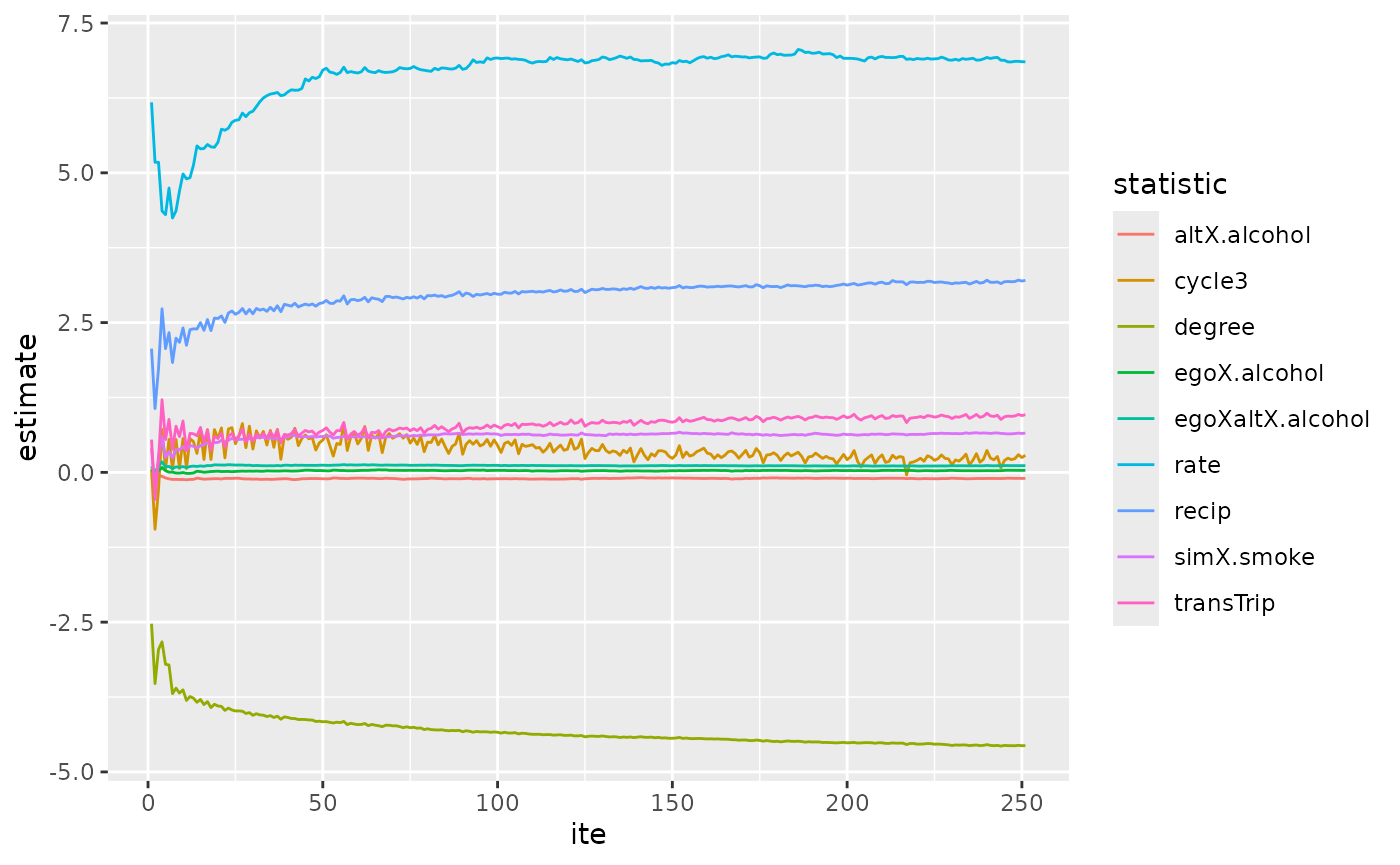 7.5
5.0
2.5
0.0
-2.5
-5.0
estimate
0
50
100
150
200
250
ite
statistic
altX.alcohol
cycle3
degree
egoX.alcohol
egoXaltX.alcohol
rate
recip
simX.smoke
transTrip